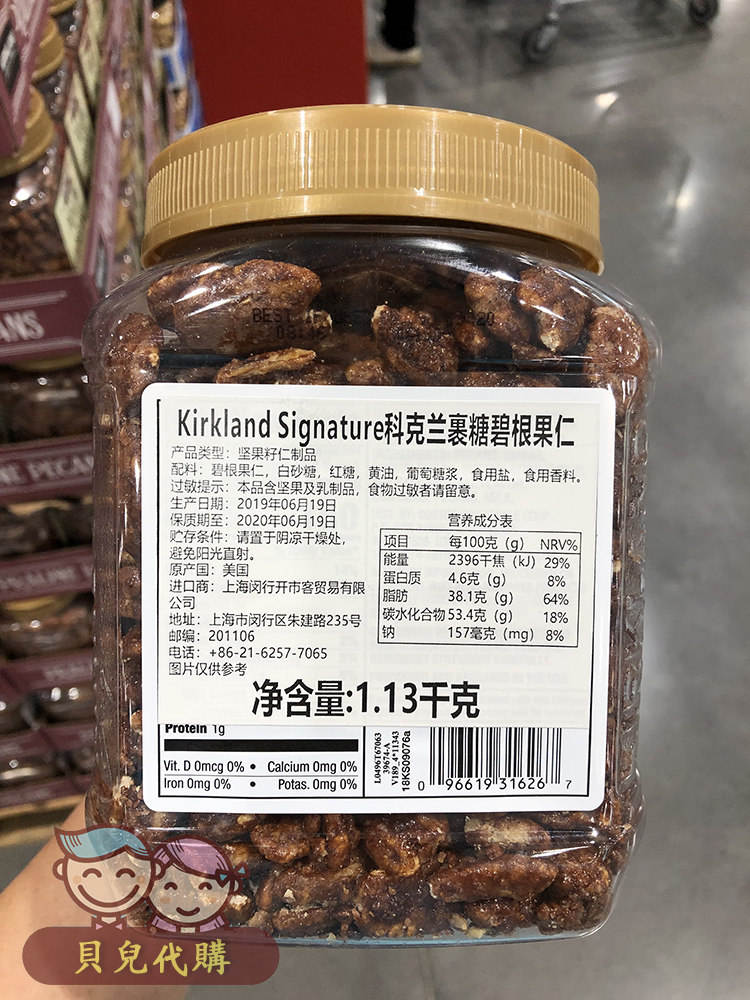 Kirkland Signature科克兰裹糖碧根果仁
产品类型：坚果籽仁制品
配料：碧根果仁，白砂糖，红糖，黄油，葡萄糖浆，食用盐，食用香料。
过敏提示：本品含坚果及乳制品，食物过敏者请留意。
生产日期：2019年06月19日
保质期至：2020年06月19日
贮存条件：请置于阴凉干燥处，
避免阳光直射。
原产国：美国
进口商：上海闵行开市客贸易有限
公司
地址：上海市闵行区朱建路235号
邮编：201106
电话：+86-21-6257-7065
图片仅供参考
营养成分表
项目 每100克（g） NRV%
能量 2396千焦（kJ） 29%
蛋白质 4.6克（g） 8%
脂肪 38.1克（g） 64%
碳水化合物 53.4克（g） 18%
钠 157毫克（mg） 8%
净含量:1.13千克
Protein 1g
Vit. D 0mcg 0% • Calcium 0mg 0%
Iron 0mg 0% • Potas. 0mg 0%
L0496T67063
39674-A
V189_4*11343
18KS09076a
0 96619 31626 7
BEST
ANS
PECAN
貝兒代購